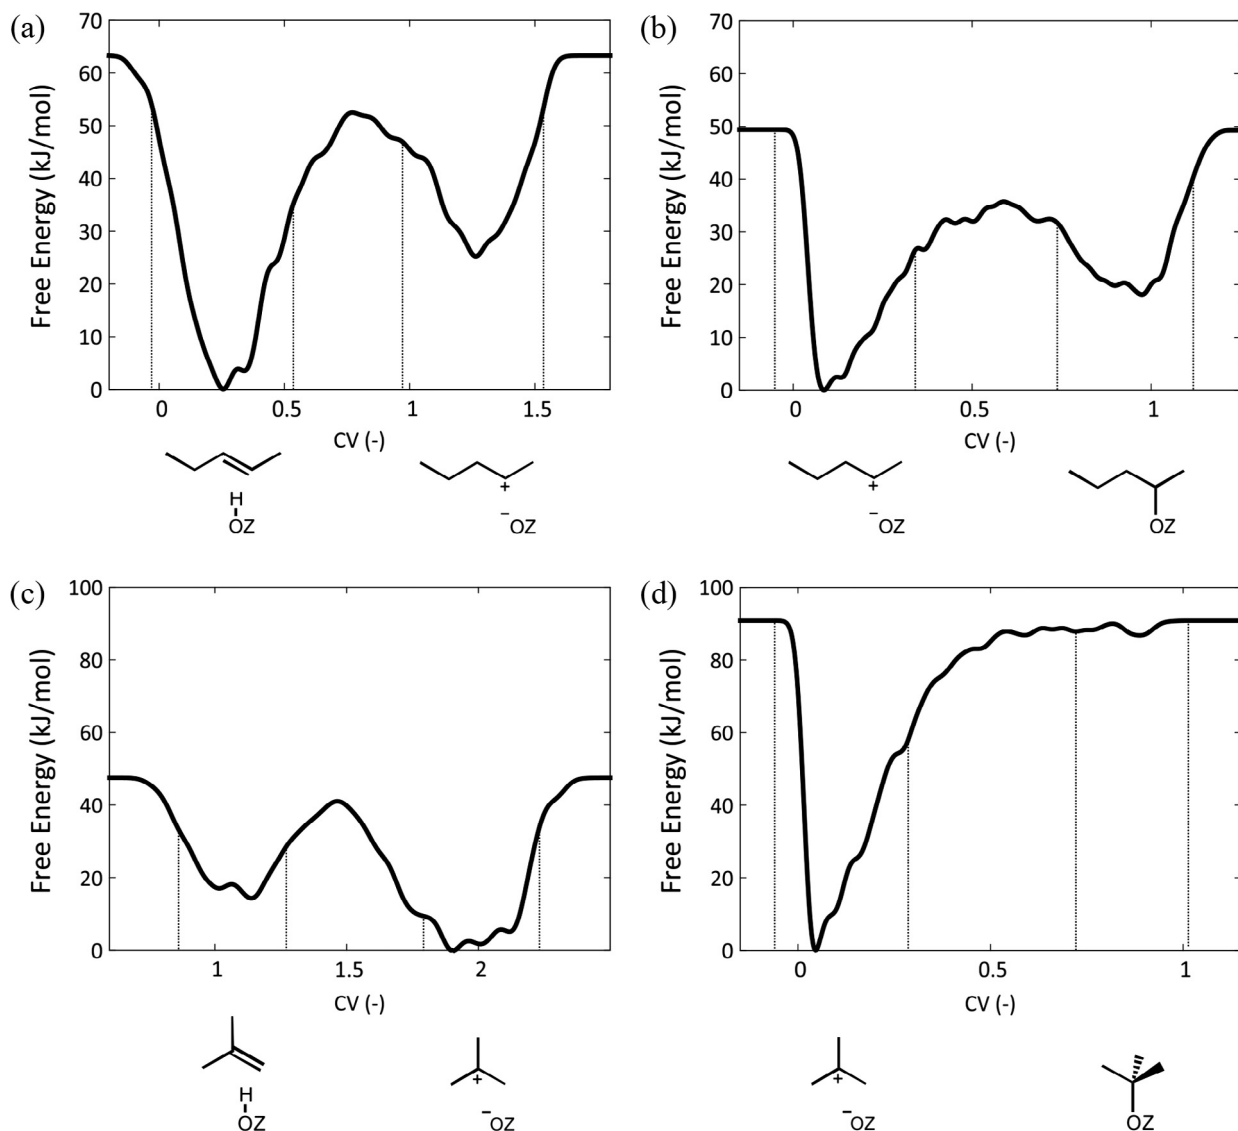 (a)
Free Energy (kJ/mol)
70
60
50
40
30
20
10
0
0 0.5 1 1.5
CV (-)
H
OZ
+
−OZ
(b)
Free Energy (kJ/mol)
70
60
50
40
30
20
10
0
0 0.5 1
CV (-)
+
−OZ
OZ
(c)
Free Energy (kJ/mol)
100
80
60
40
20
0
1 1.5 2
CV (-)
H
OZ
+
−OZ
(d)
Free Energy (kJ/mol)
100
80
60
40
20
0
0 0.5 1
CV (-)
+
−OZ
OZ